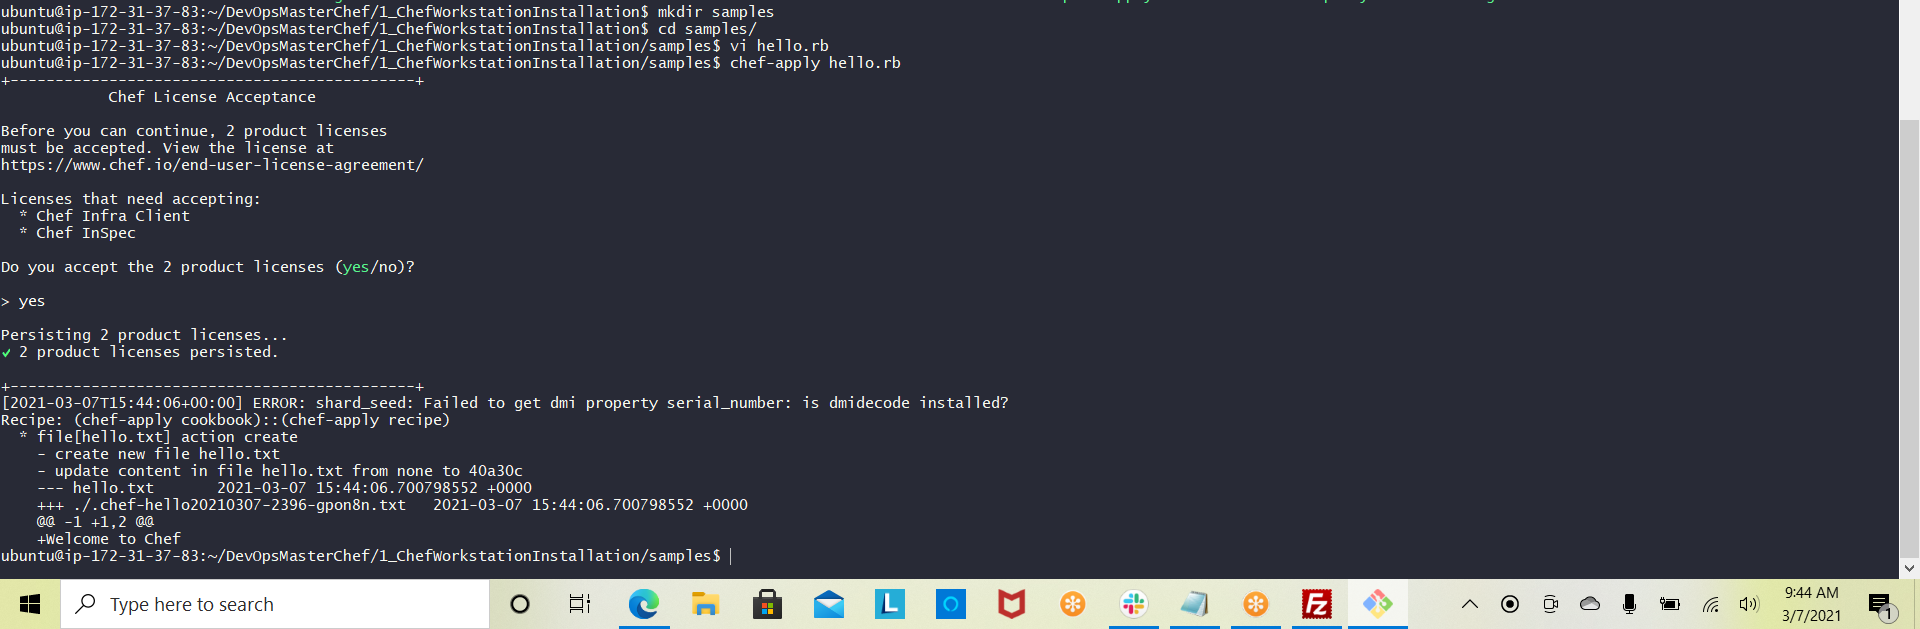 ubuntu@ip-172-31-37-83:~/DevOpsMasterChef/1_ChefWorkstationInstallation$ mkdir samples
ubuntu@ip-172-31-37-83:~/DevOpsMasterChef/1_ChefWorkstationInstallation$ cd samples/
ubuntu@ip-172-31-37-83:~/DevOpsMasterChef/1_ChefWorkstationInstallation/samples$ vi hello.rb
ubuntu@ip-172-31-37-83:~/DevOpsMasterChef/1_ChefWorkstationInstallation/samples$ chef-apply hello.rb
+---------------------------------------------+
Chef License Acceptance
Before you can continue, 2 product licenses
must be accepted. View the license at
https://www.chef.io/end-user-license-agreement/
Licenses that need accepting:
* Chef Infra Client
* Chef InSpec
Do you accept the 2 product licenses (yes/no)?
> yes
Persisting 2 product licenses...
✔ 2 product licenses persisted.
+---------------------------------------------+
[2021-03-07T15:44:06+00:00] ERROR: shard_seed: Failed to get dmi property serial_number: is dmidecode installed?
Recipe: (chef-apply cookbook)::(chef-apply recipe)
* file[hello.txt] action create
- create new file hello.txt
- update content in file hello.txt from none to 40a30c
--- hello.txt 2021-03-07 15:44:06.700798552 +0000
+++ ./.chef-hello20210307-2396-gpon8n.txt 2021-03-07 15:44:06.700798552 +0000
@@ -1 +1,2 @@
+Welcome to Chef
ubuntu@ip-172-31-37-83:~/DevOpsMasterChef/1_ChefWorkstationInstallation/samples$
Type here to search
L
Fz
9:44 AM
3/7/2021
1